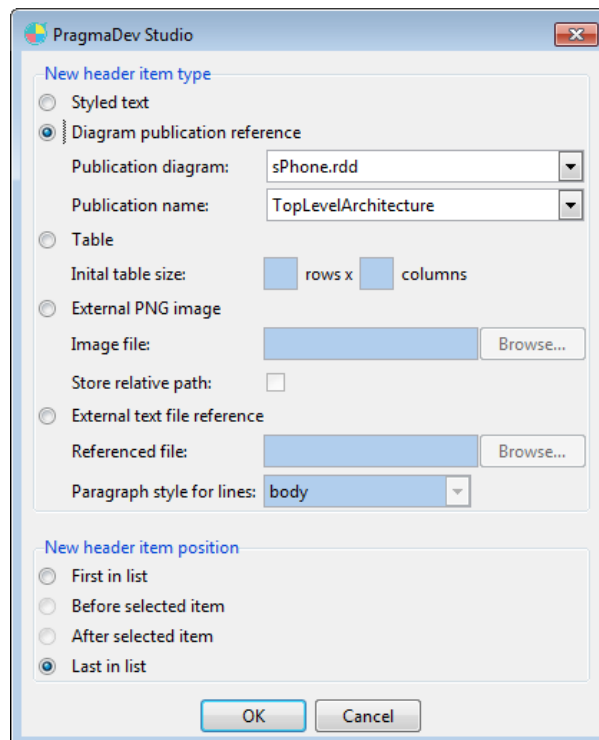 PragmaDev Studio
New header item type
Styled text
Diagram publication reference
Publication diagram: sPhone.rdd
Publication name: TopLevelArchitecture
Table
Inital table size: rows x columns
External PNG image
Image file: Browse...
Store relative path:
External text file reference
Referenced file: Browse...
Paragraph style for lines: body
New header item position
First in list
Before selected item
After selected item
Last in list
OK Cancel